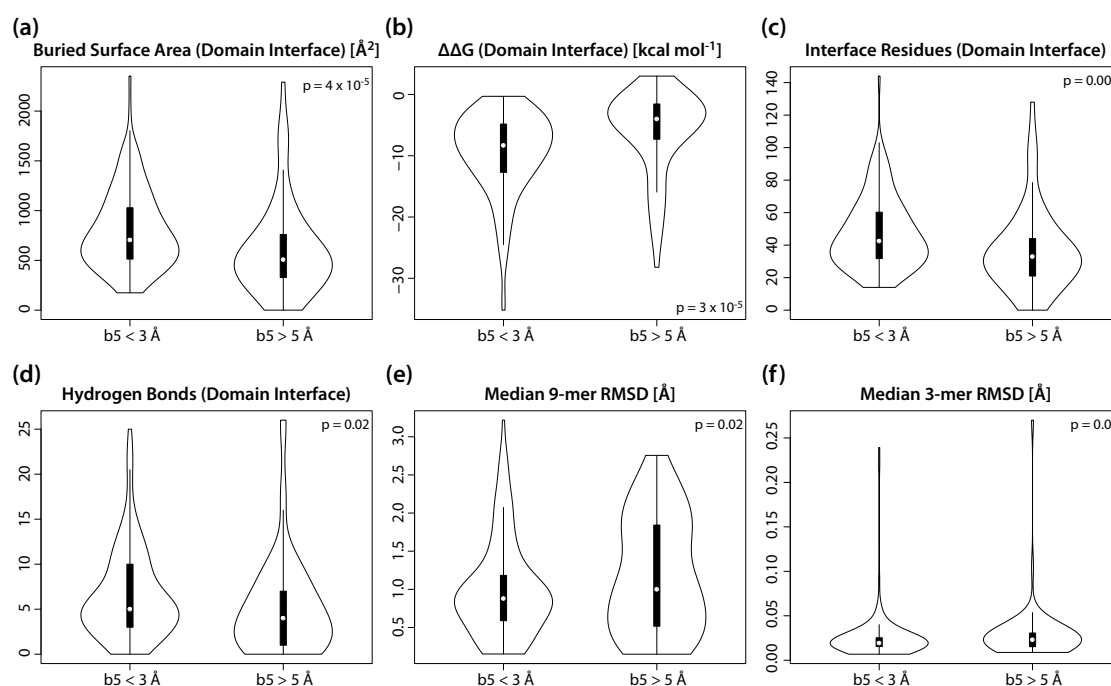 (a)
Buried Surface Area (Domain Interface) [Å²]
p = 4 x 10⁻⁵
0 500 1000 2000
b5 < 3 Å b5 > 5 Å
(b)
ΔΔG (Domain Interface) [kcal mol⁻¹]
0 −10 −20 −30
p = 3 x 10⁻⁵
b5 < 3 Å b5 > 5 Å
(c)
Interface Residues (Domain Interface)
p = 0.00
0 20 40 60 80 100 120 140
b5 < 3 Å b5 > 5 Å
(d)
Hydrogen Bonds (Domain Interface)
p = 0.02
0 5 10 15 20 25
b5 < 3 Å b5 > 5 Å
(e)
Median 9-mer RMSD [Å]
p = 0.02
0.5 1.0 1.5 2.0 3.0
b5 < 3 Å b5 > 5 Å
(f)
Median 3-mer RMSD [Å]
p = 0.0
0.00 0.05 0.10 0.15 0.20 0.25
b5 < 3 Å b5 > 5 Å